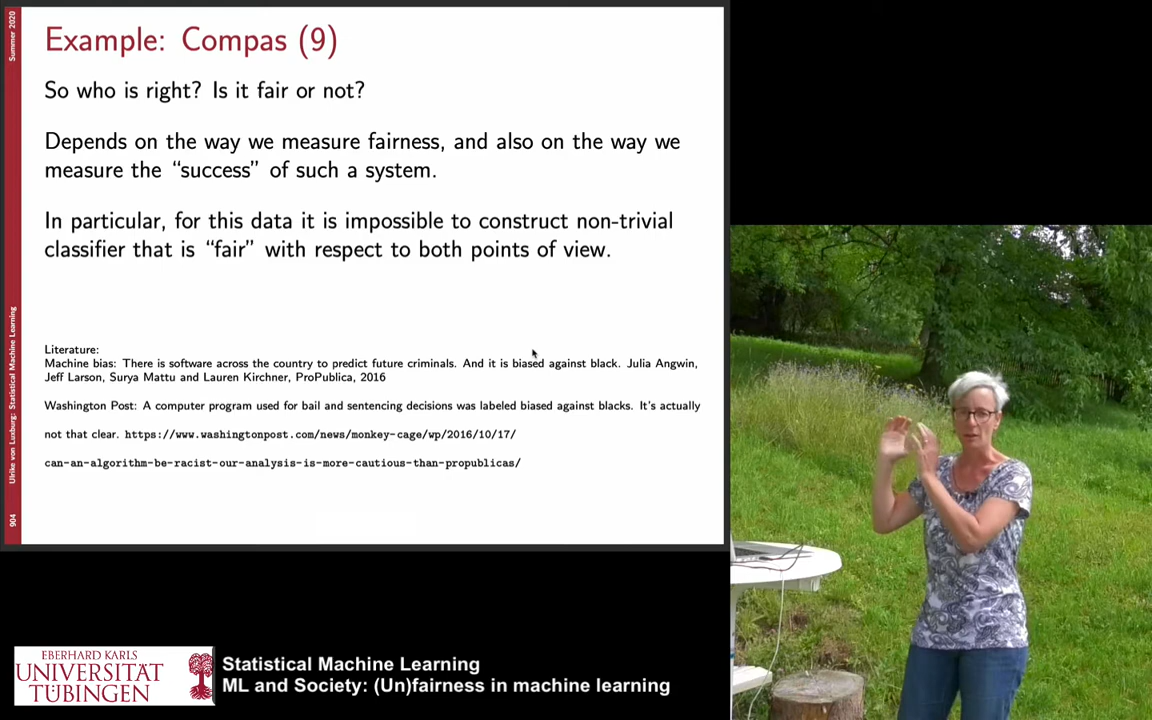 Example: Compas (9)
So who is right? Is it fair or not?
Depends on the way we measure fairness, and also on the way we
measure the “success” of such a system.
In particular, for this data it is impossible to construct non-trivial
classifier that is “fair” with respect to both points of view.
Literature:
Machine bias: There is software across the country to predict future criminals. And it is biased against black. Julia Angwin,
Jeff Larson, Surya Mattu and Lauren Kirchner, ProPublica, 2016
Washington Post: A computer program used for bail and sentencing decisions was labeled biased against blacks. It’s actually
not that clear. https://www.washingtonpost.com/news/monkey-cage/wp/2016/10/17/
can-an-algorithm-be-racist-our-analysis-is-more-cautious-than-propublicas/
Summer 2020
Ulrike von Luxburg: Statistical Machine Learning
904
EBERHARD KARLS
UNIVERSITÄT
TÜBINGEN
Statistical Machine Learning
ML and Society: (Un)fairness in machine learning